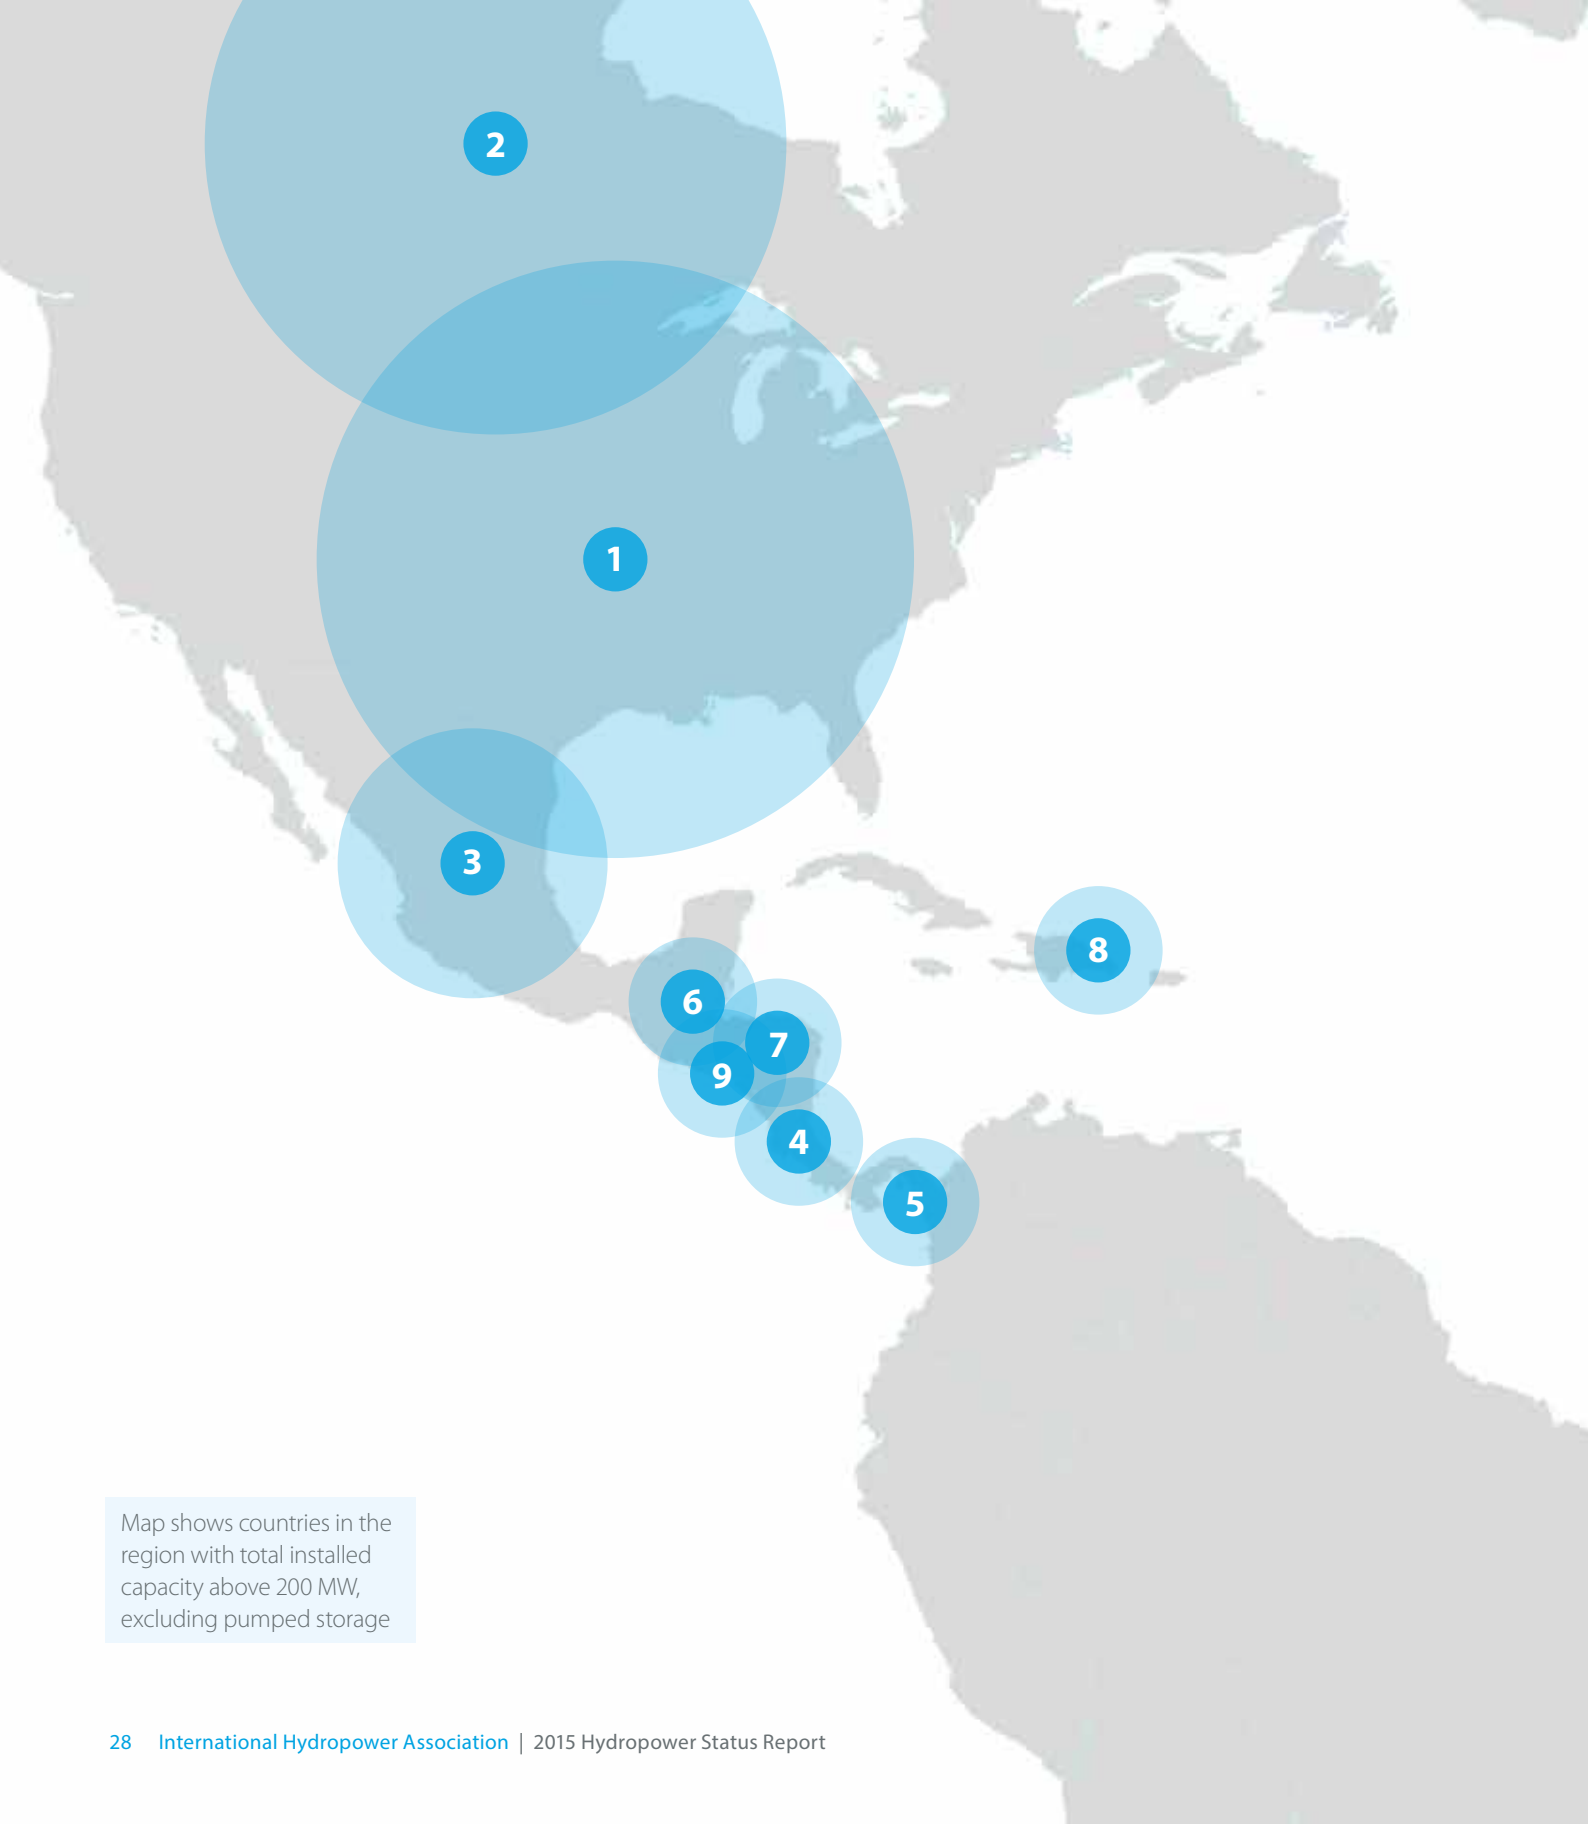 2
1
3
8
6
7
9
4
5
Map shows countries in the
region with total installed
capacity above 200 MW,
excluding pumped storage
28 International Hydropower Association | 2015 Hydropower Status Report